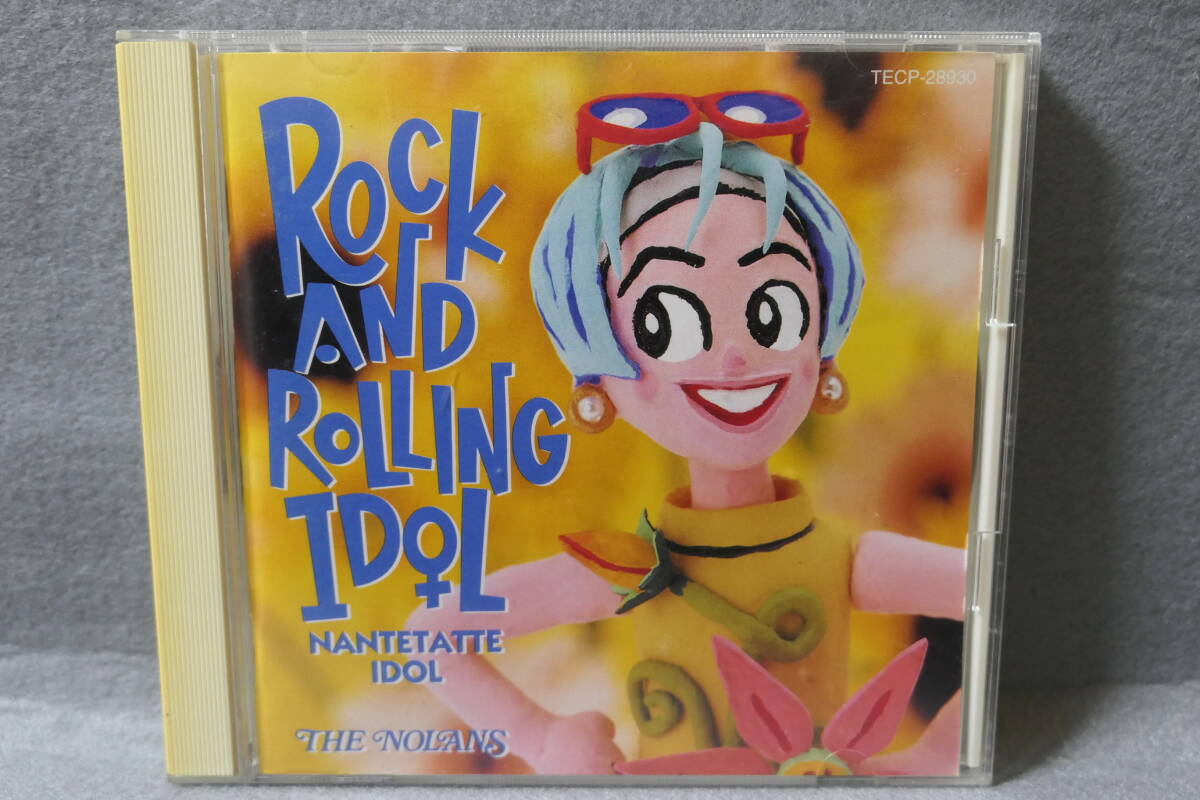 TECP-28930
ROCK
AND
ROLLING
IDOL
NANTETATTE
IDOL
THE NOLANS